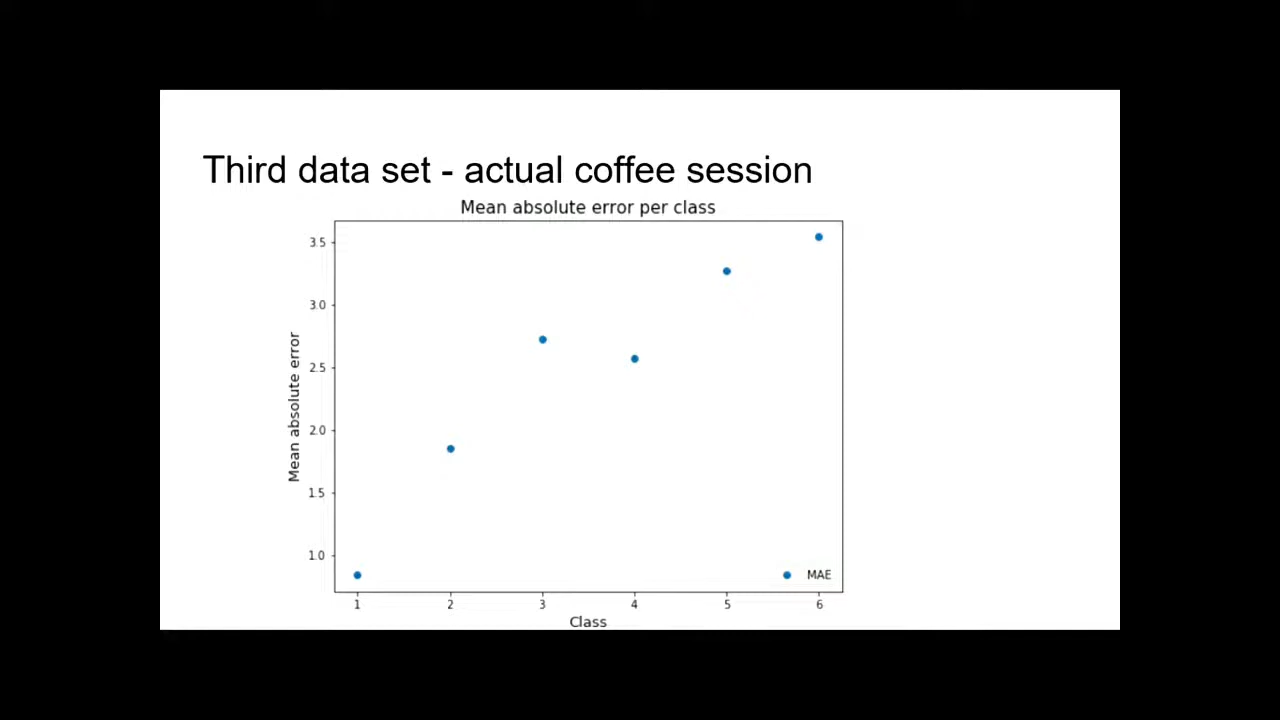 Third data set - actual coffee session
Mean absolute error per class
Mean absolute error
3.5
3.0
2.5
2.0
1.5
1.0
MAE
1 2 3 4 5 6
Class